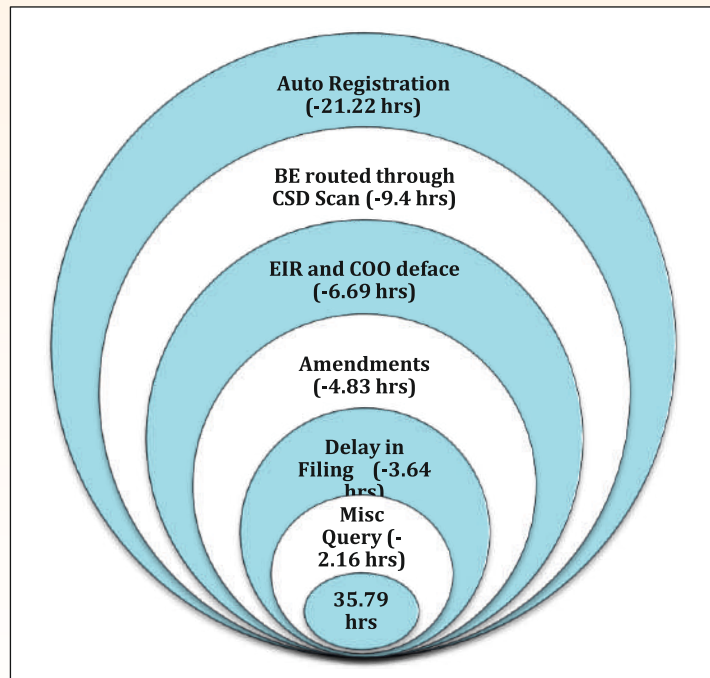 Auto Registration
(-21.22 hrs)
BE routed through
CSD Scan (-9.4 hrs)
EIR and COO deface
(-6.69 hrs)
Amendments
(-4.83 hrs)
Delay in
Filing (-3.64
hrs)
Misc
Query (-
2.16 hrs)
35.79
hrs